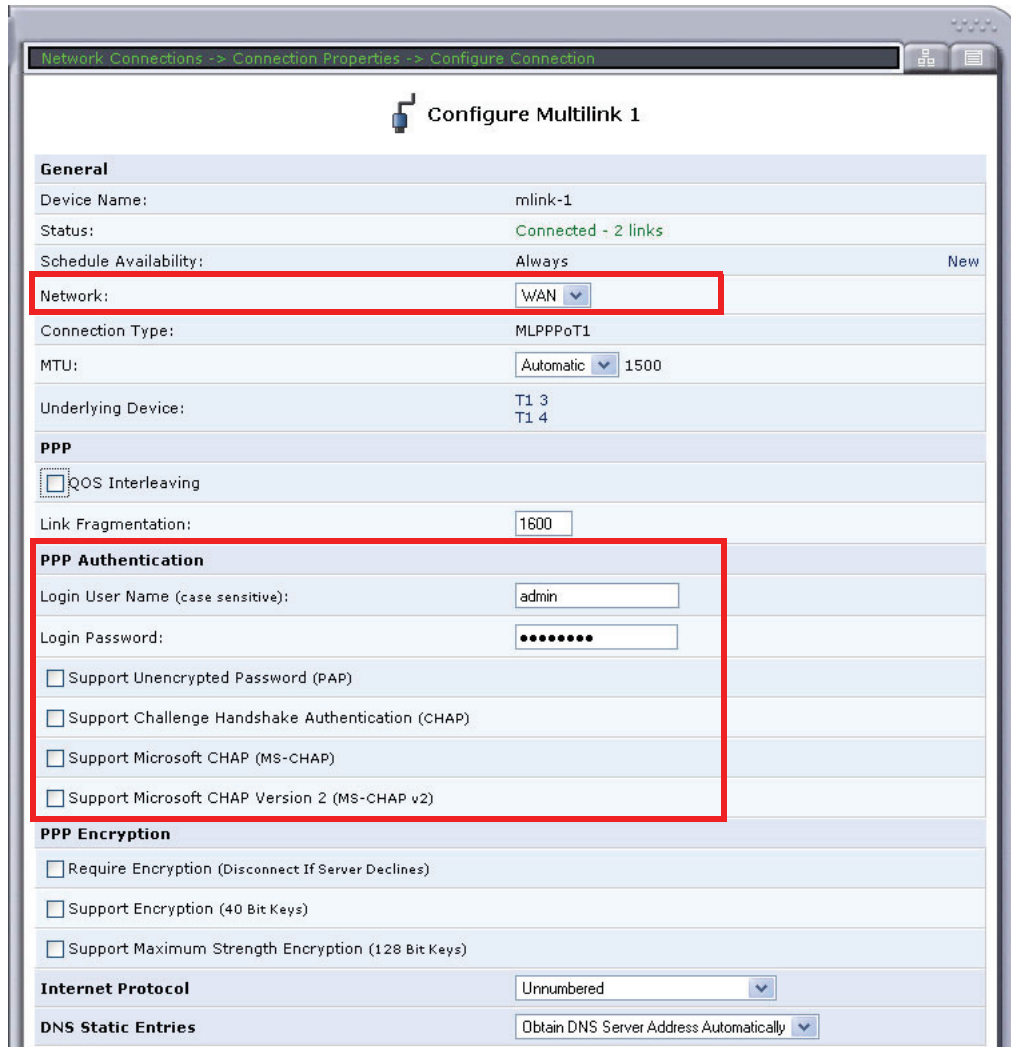 Network Connections -> Connection Properties -> Configure Connection
Configure Multilink 1
General
Device Name: mlink-1
Status: Connected - 2 links
Schedule Availability: Always New
Network: WAN
Connection Type: MLPPPoT1
MTU: Automatic 1500
Underlying Device: T1 3
T1 4
PPP
QOS Interleaving
Link Fragmentation: 1600
PPP Authentication
Login User Name (case sensitive): admin
Login Password: ●●●●●●●●
Support Unencrypted Password (PAP)
Support Challenge Handshake Authentication (CHAP)
Support Microsoft CHAP (MS-CHAP)
Support Microsoft CHAP Version 2 (MS-CHAP v2)
PPP Encryption
Require Encryption (Disconnect If Server Declines)
Support Encryption (40 Bit Keys)
Support Maximum Strength Encryption (128 Bit Keys)
Internet Protocol Unnumbered
DNS Static Entries Obtain DNS Server Address Automatically